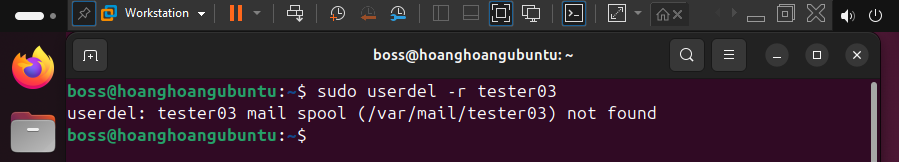 Workstation
boss@hoanghoangubuntu: ~
boss@hoanghoangubuntu:~$ sudo userdel -r tester03
userdel: tester03 mail spool (/var/mail/tester03) not found
boss@hoanghoangubuntu:~$